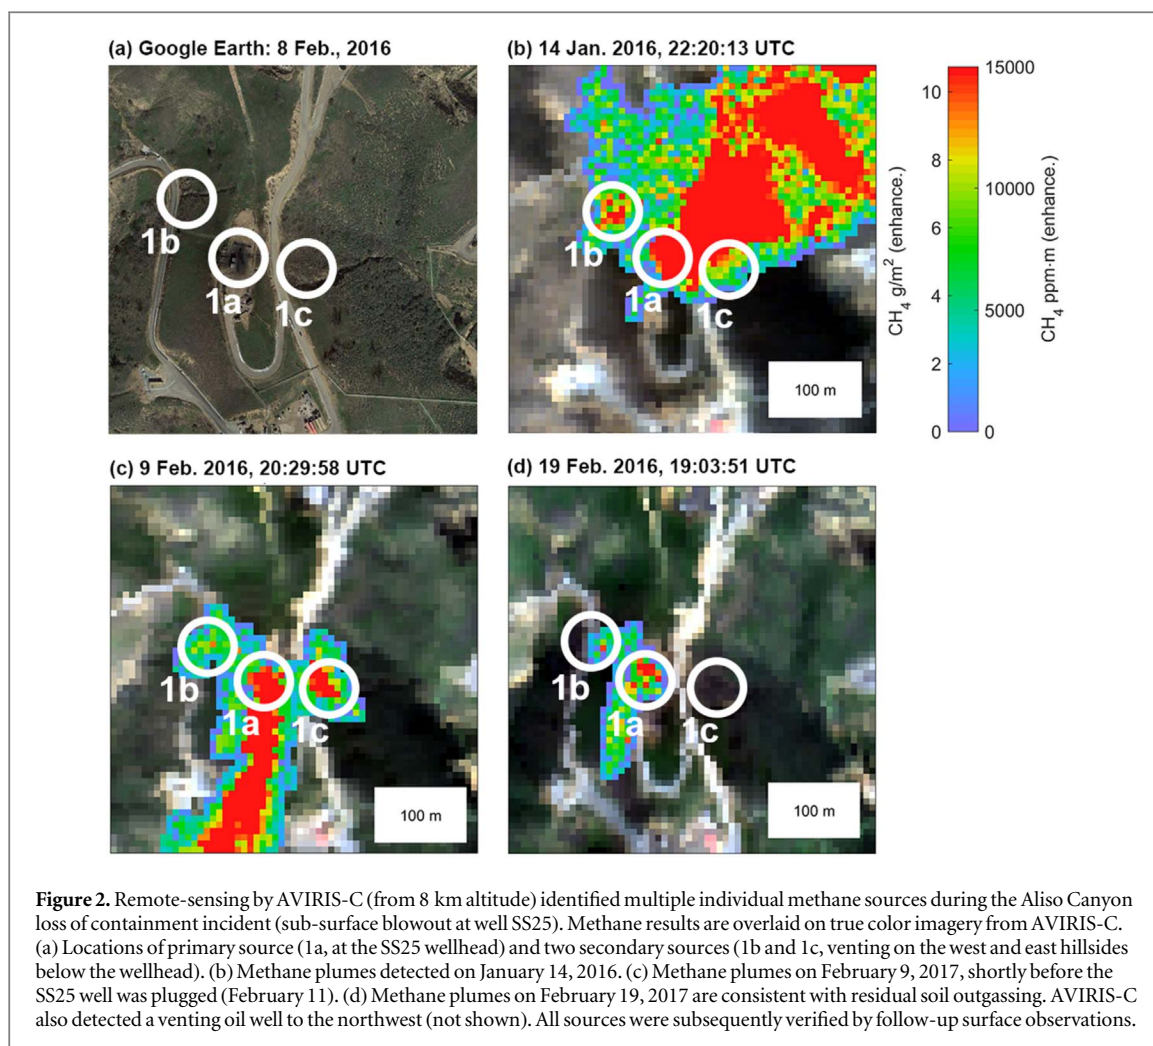 (a) Google Earth: 8 Feb., 2016
1b
1a
1c
(b) 14 Jan. 2016, 22:20:13 UTC
1b
1a
1c
100 m
10
8
6
4
2
0
CH4 g/m2 (enhance.)
15000
10000
5000
0
CH4 ppm-m (enhance.)
(c) 9 Feb. 2016, 20:29:58 UTC
1b
1a
1c
100 m
(d) 19 Feb. 2016, 19:03:51 UTC
1b
1a
1c
100 m
Figure 2. Remote-sensing by AVIRIS-C (from 8 km altitude) identified multiple individual methane sources during the Aliso Canyon
loss of containment incident (sub-surface blowout at well SS25). Methane results are overlaid on true color imagery from AVIRIS-C.
(a) Locations of primary source (1a, at the SS25 wellhead) and two secondary sources (1b and 1c, venting on the west and east hillsides
below the wellhead). (b) Methane plumes detected on January 14, 2016. (c) Methane plumes on February 9, 2017, shortly before the
SS25 well was plugged (February 11). (d) Methane plumes on February 19, 2017 are consistent with residual soil outgassing. AVIRIS-C
also detected a venting oil well to the northwest (not shown). All sources were subsequently verified by follow-up surface observations.